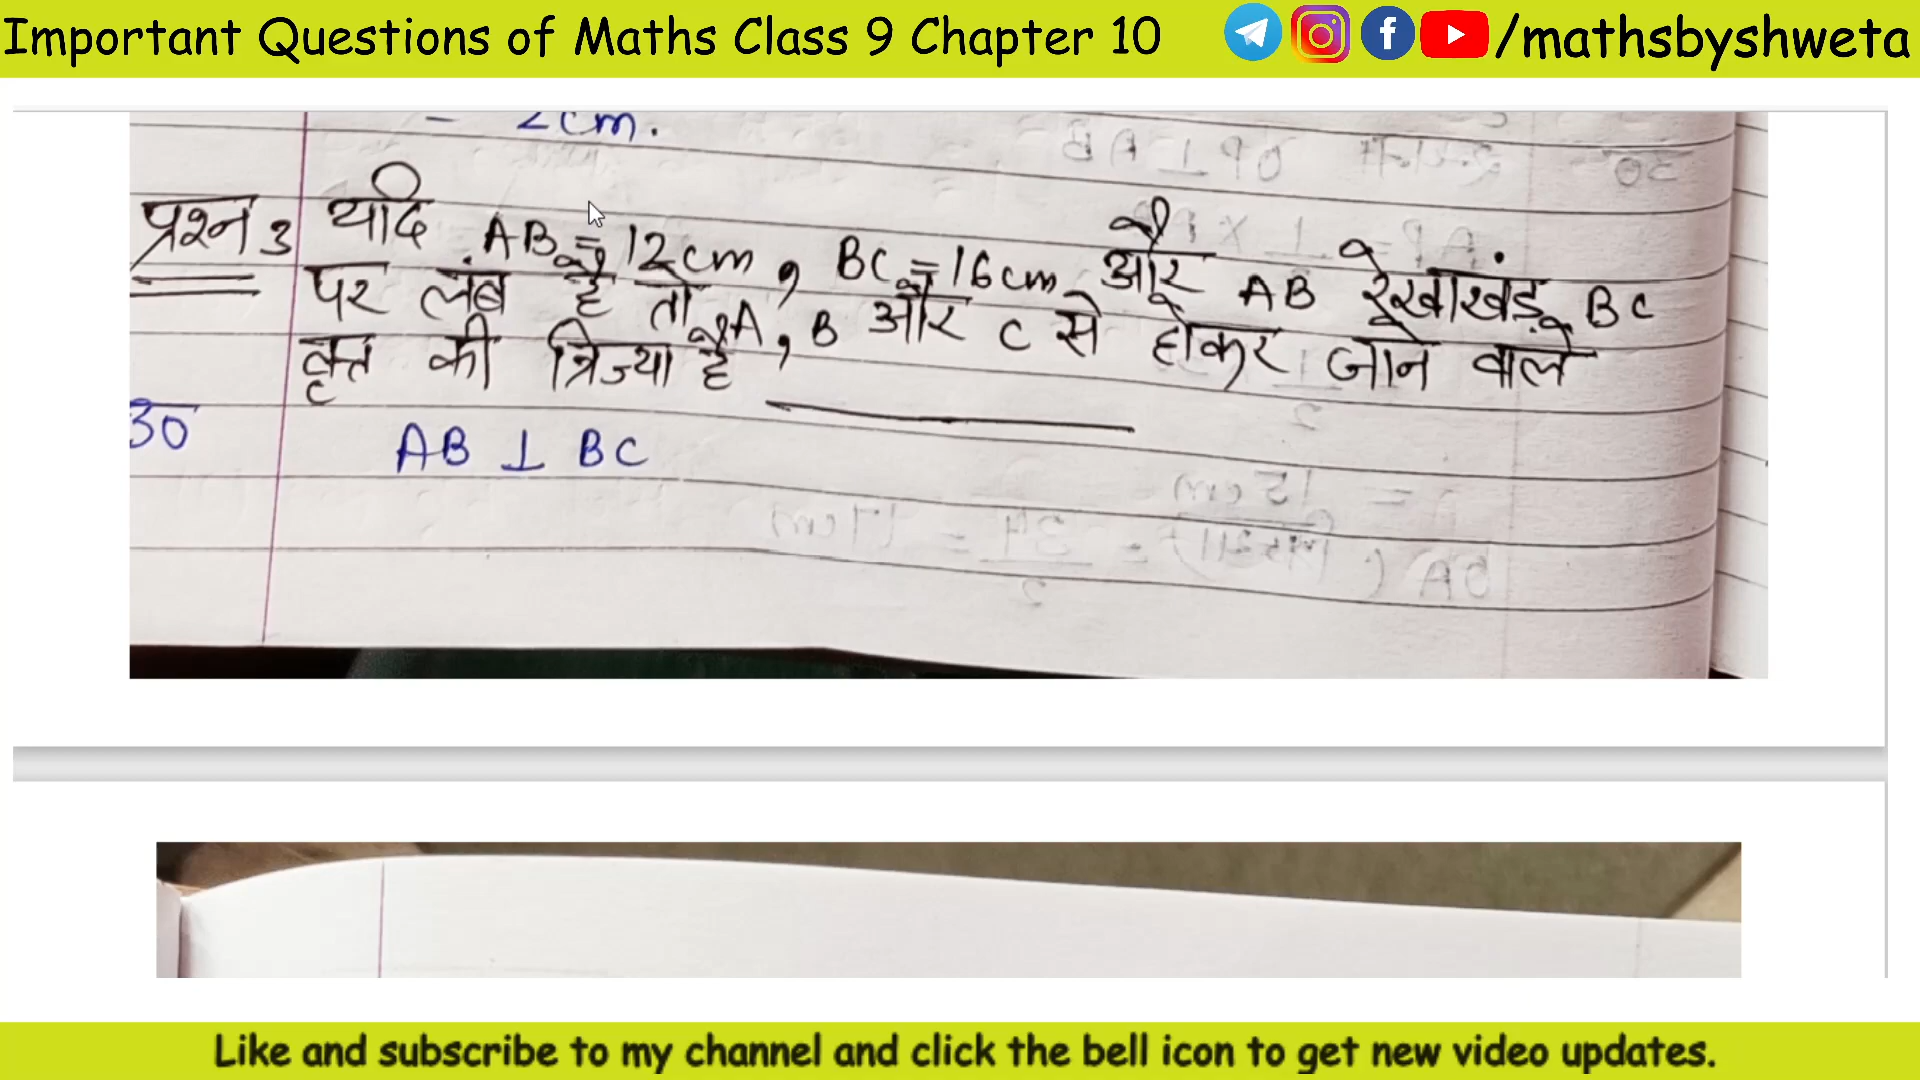 Important Questions of Maths Class 9 Chapter 10
/mathsbyshweta
= 2cm.
प्रश्न 3 यदि AB = 12cm, BC = 16cm और AB रेखाखंड BC
पर लंब है तो A, B और C से होकर जाने वाले
वृत्त की त्रिज्या है
उ० AB ⊥ BC
Like and subscribe to my channel and click the bell icon to get new video updates.